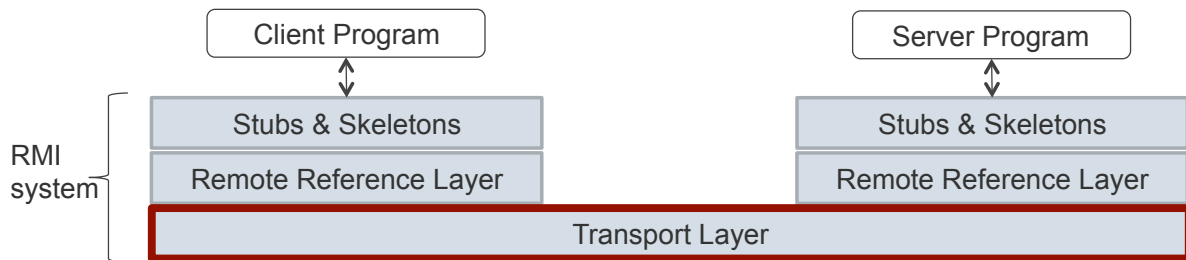 Client Program
Server Program
Stubs & Skeletons
Stubs & Skeletons
RMI
system
Remote Reference Layer
Remote Reference Layer
Transport Layer